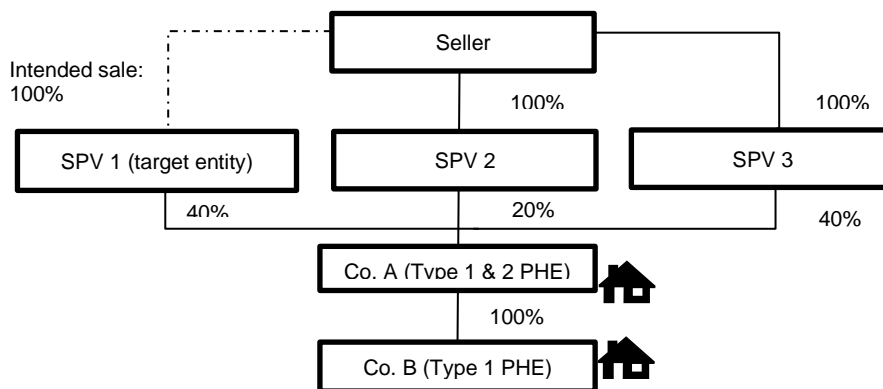 Seller
Intended sale:
100%
100%
100%
SPV 1 (target entity)
SPV 2
SPV 3
40%
20%
40%
Co. A (Type 1 & 2 PHE)
100%
Co. B (Type 1 PHE)